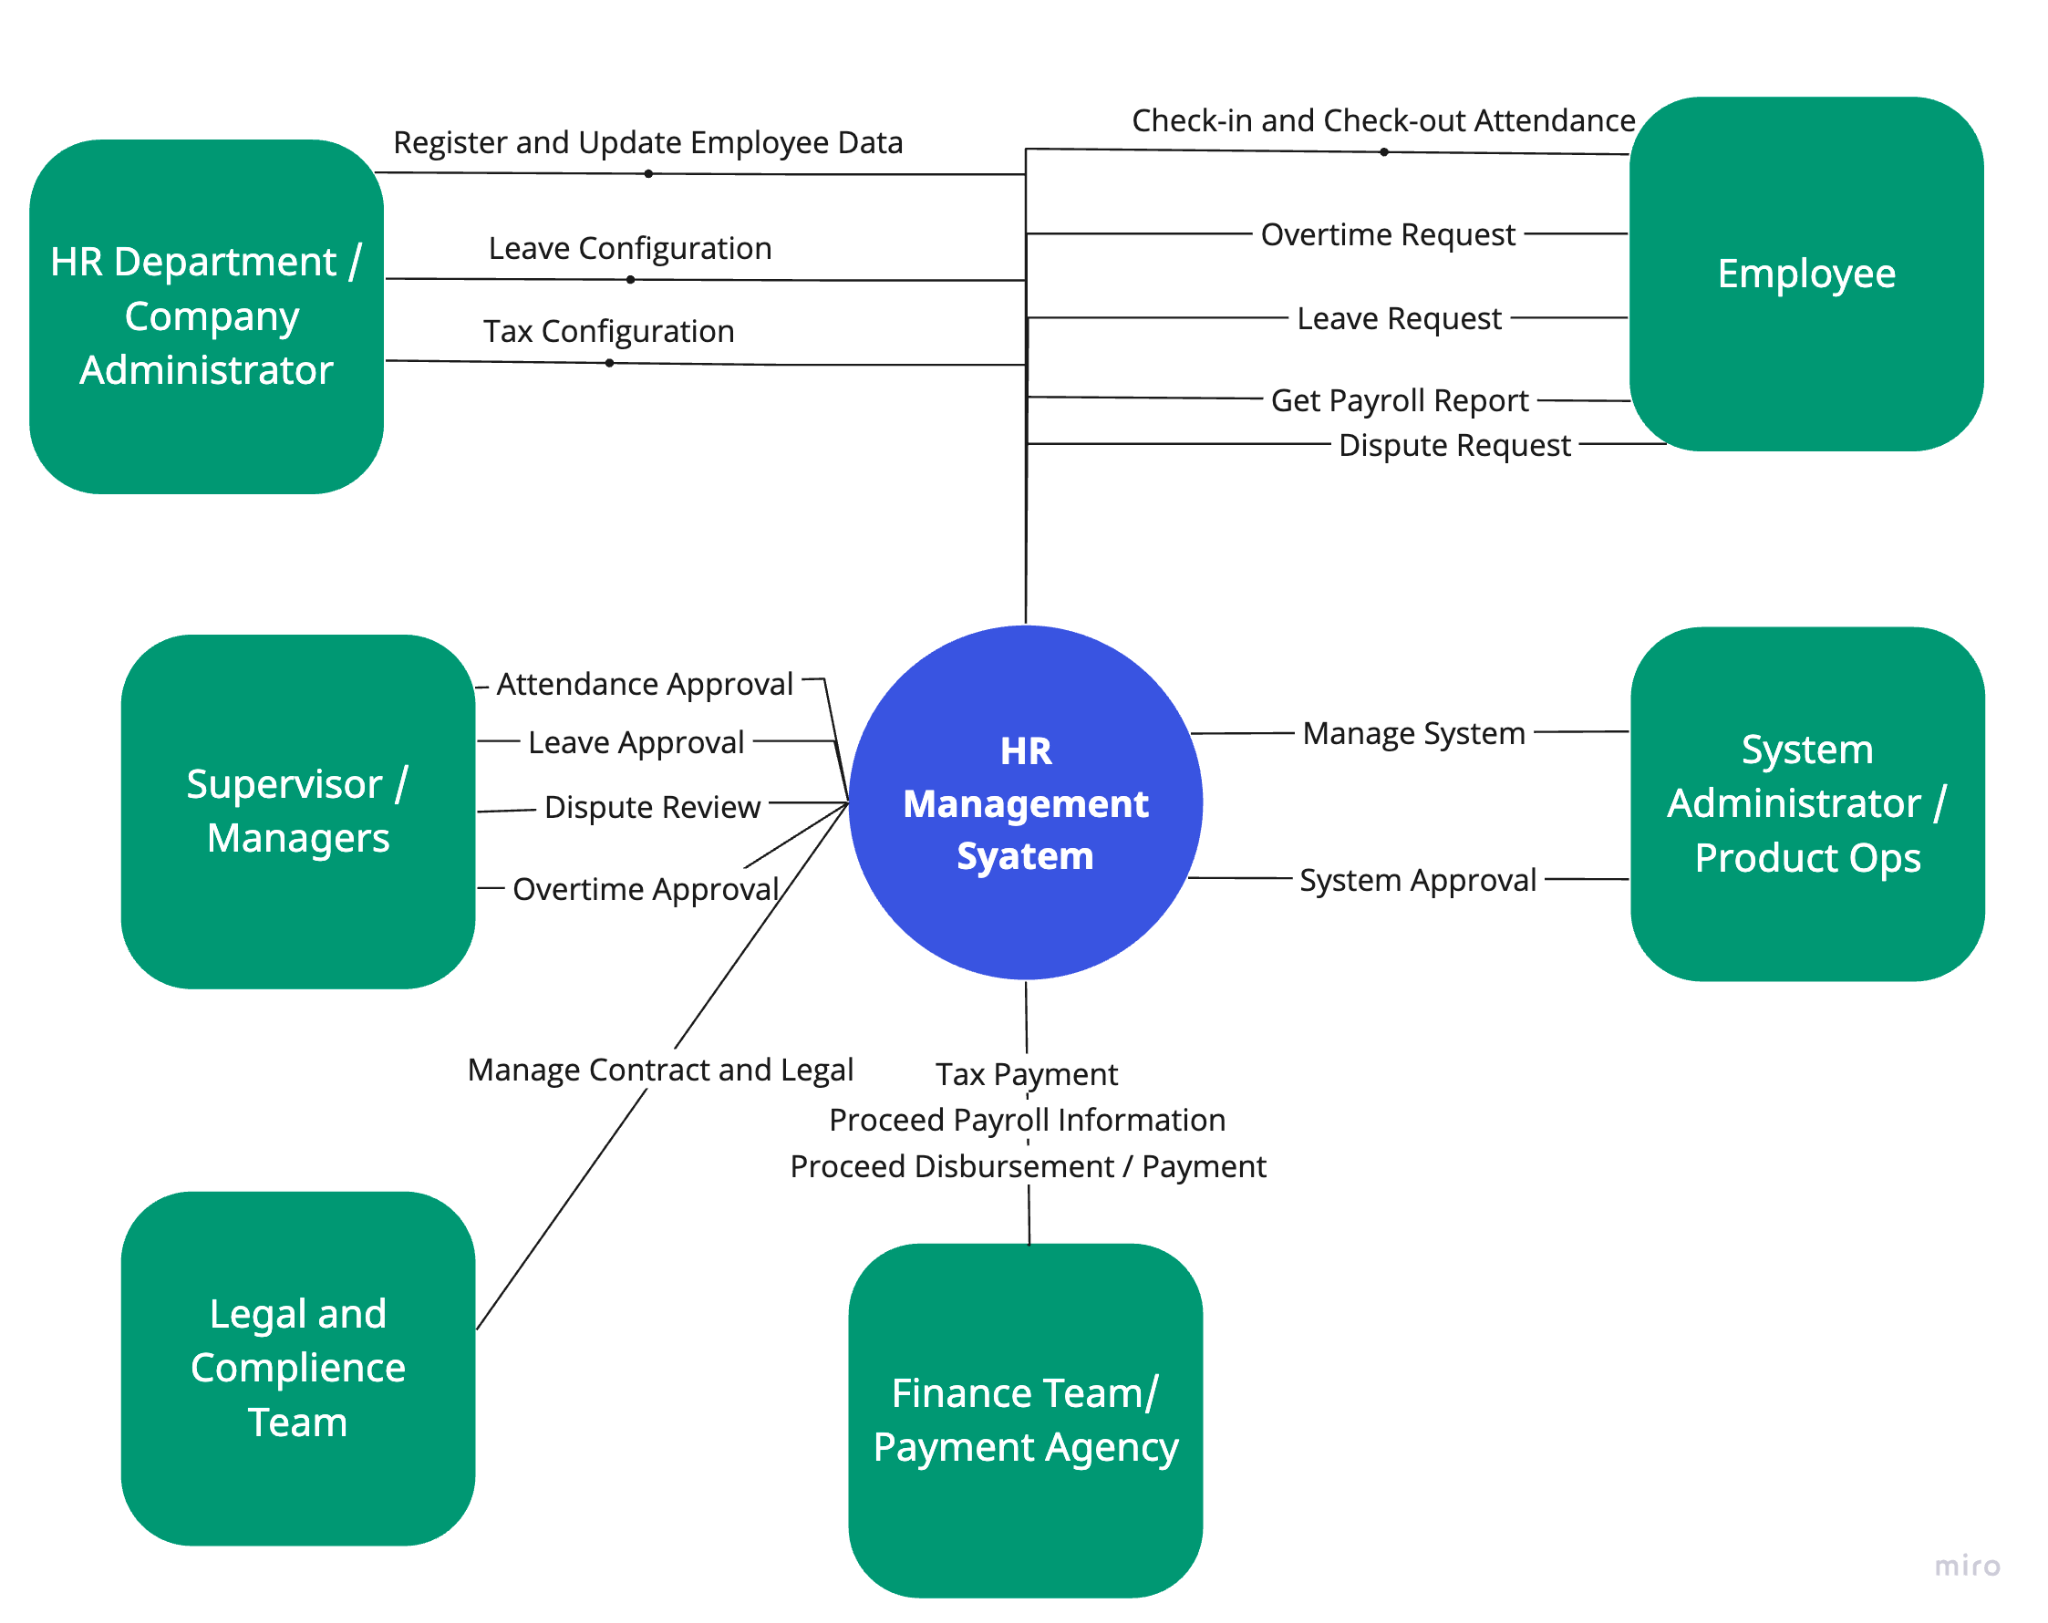 Check-in and Check-out Attendance
Register and Update Employee Data
Overtime Request
Leave Configuration
HR Department /
Company
Administrator
Employee
Leave Request
Tax Configuration
Get Payroll Report
Dispute Request
Attendance Approval
Leave Approval
Dispute Review
Overtime Approval
Supervisor /
Managers
HR
Management
Syatem
Manage System
System Approval
System
Administrator /
Product Ops
Manage Contract and Legal
Tax Payment
Proceed Payroll Information
Proceed Disbursement / Payment
Legal and
Complience
Team
Finance Team/
Payment Agency
miro